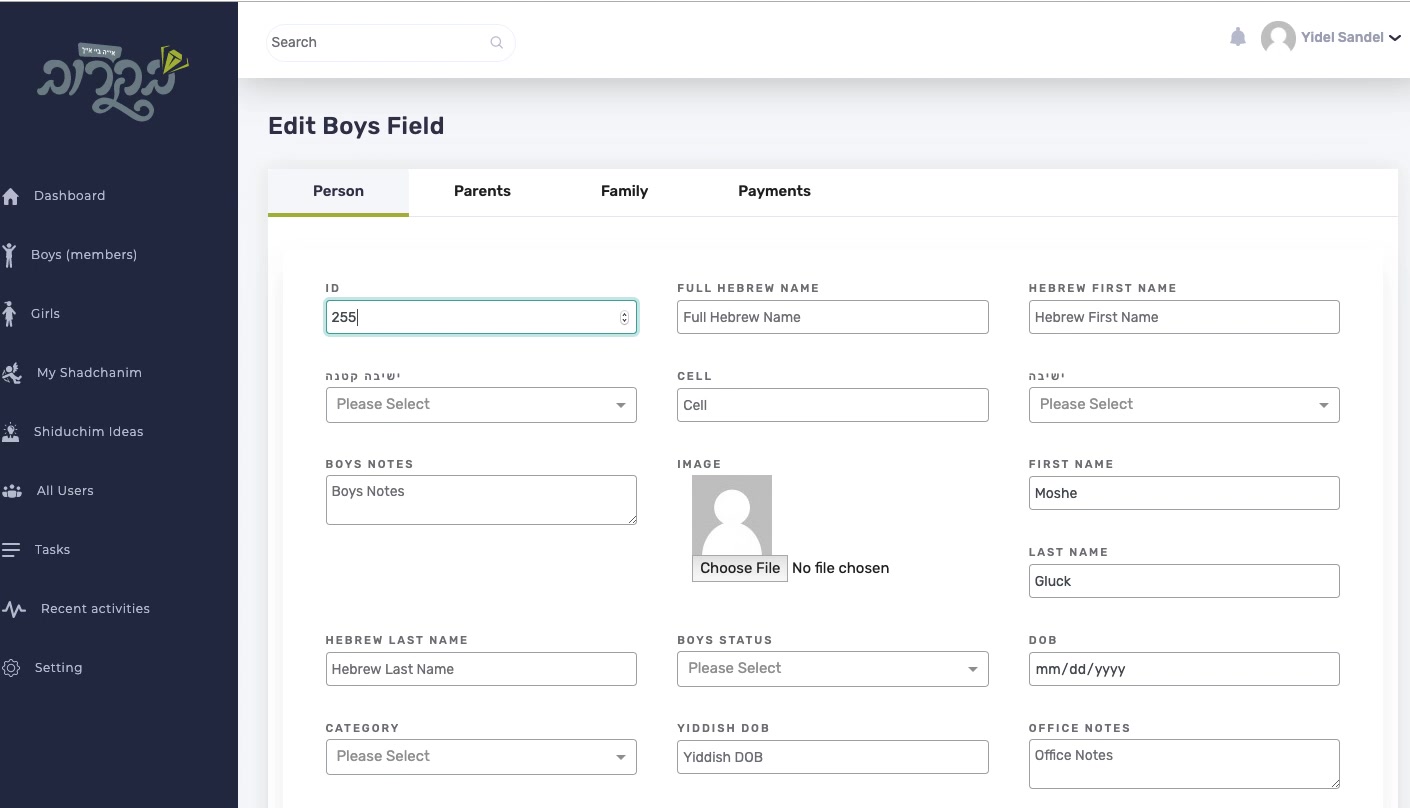 Search
Yidel Sandel
אייה ביי אייך
Edit Boys Field
Dashboard
Boys (members)
Girls
My Shadchanim
Shiduchim Ideas
All Users
Tasks
Recent activities
Setting
Person Parents Family Payments
ID FULL HEBREW NAME HEBREW FIRST NAME
255 Full Hebrew Name Hebrew First Name
ישיבה קטנה CELL ישיבה
Please Select Cell Please Select
BOYS NOTES IMAGE FIRST NAME
Boys Notes Moshe
LAST NAME
Choose File No file chosen Gluck
HEBREW LAST NAME BOYS STATUS DOB
Hebrew Last Name Please Select mm/dd/yyyy
CATEGORY YIDDISH DOB OFFICE NOTES
Please Select Yiddish DOB Office Notes